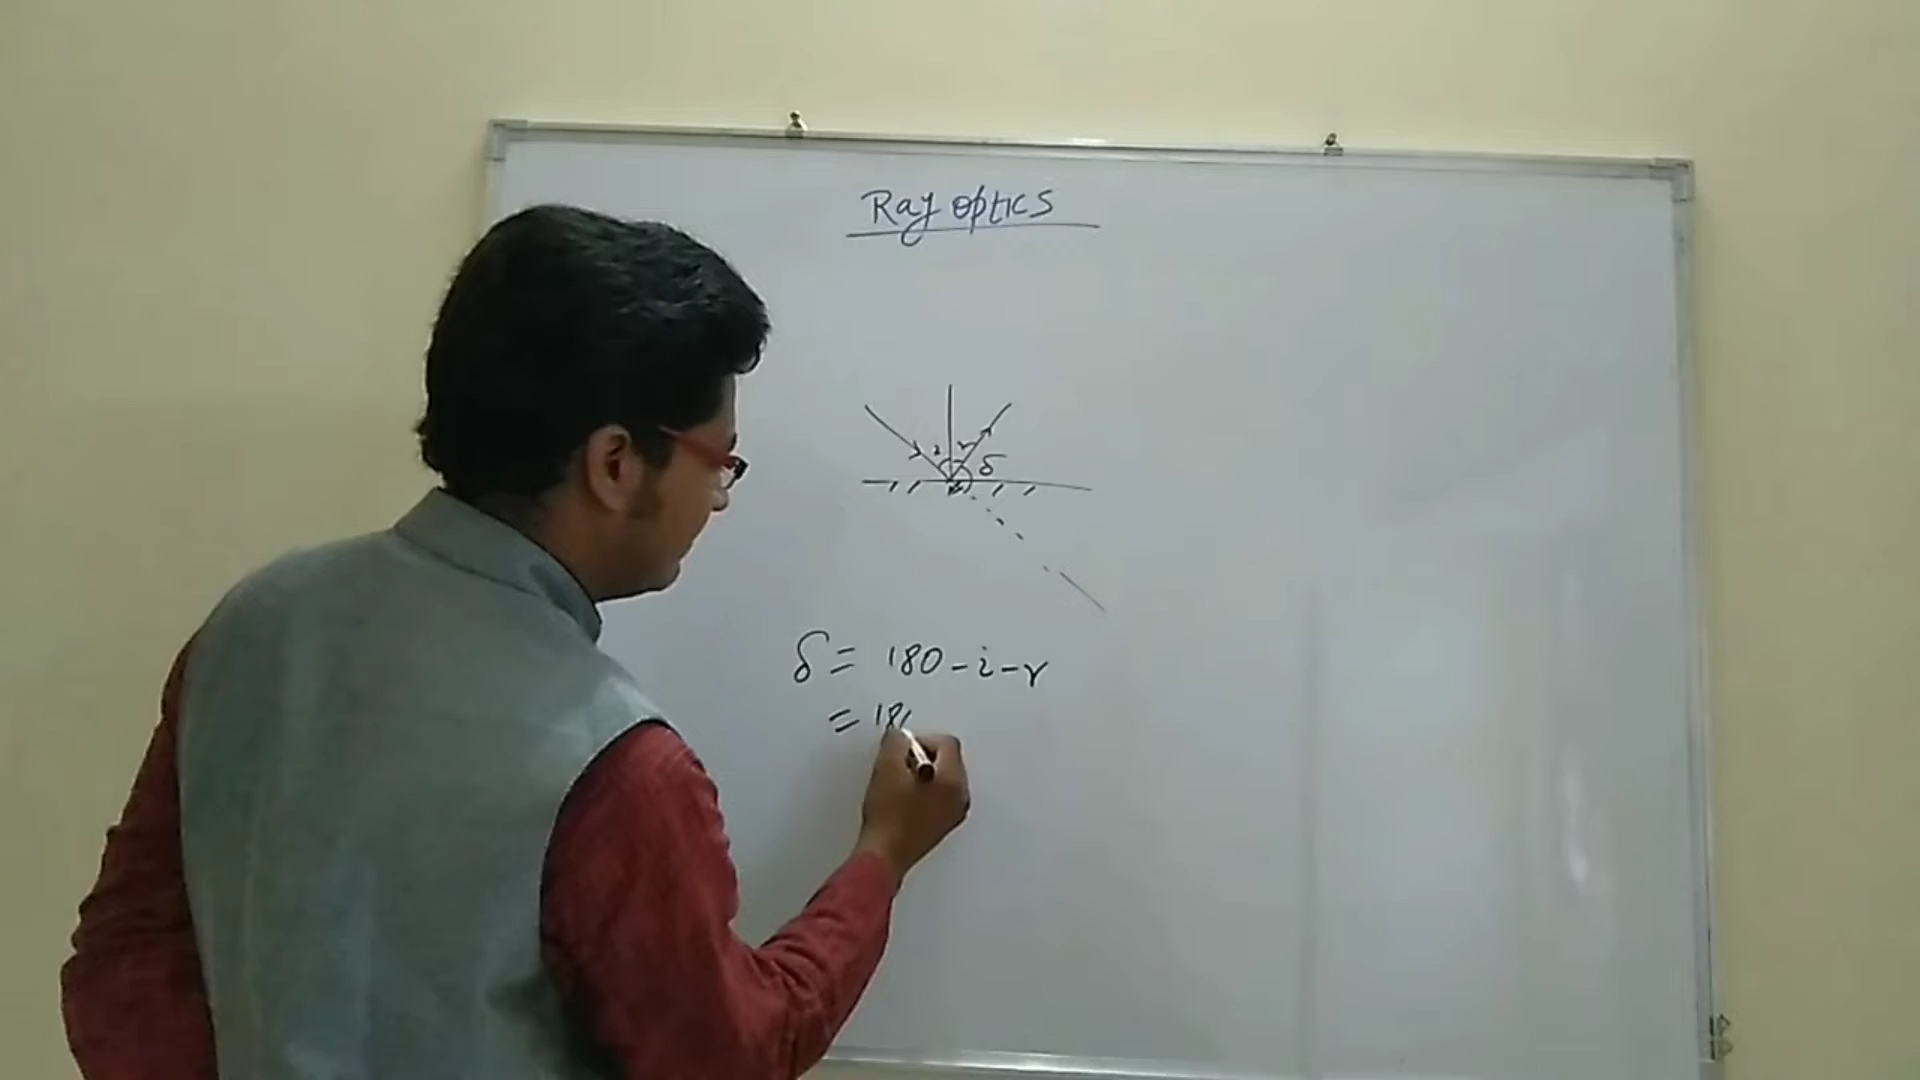 Ray optics
i r δ
δ = 180 - i - r
= 18